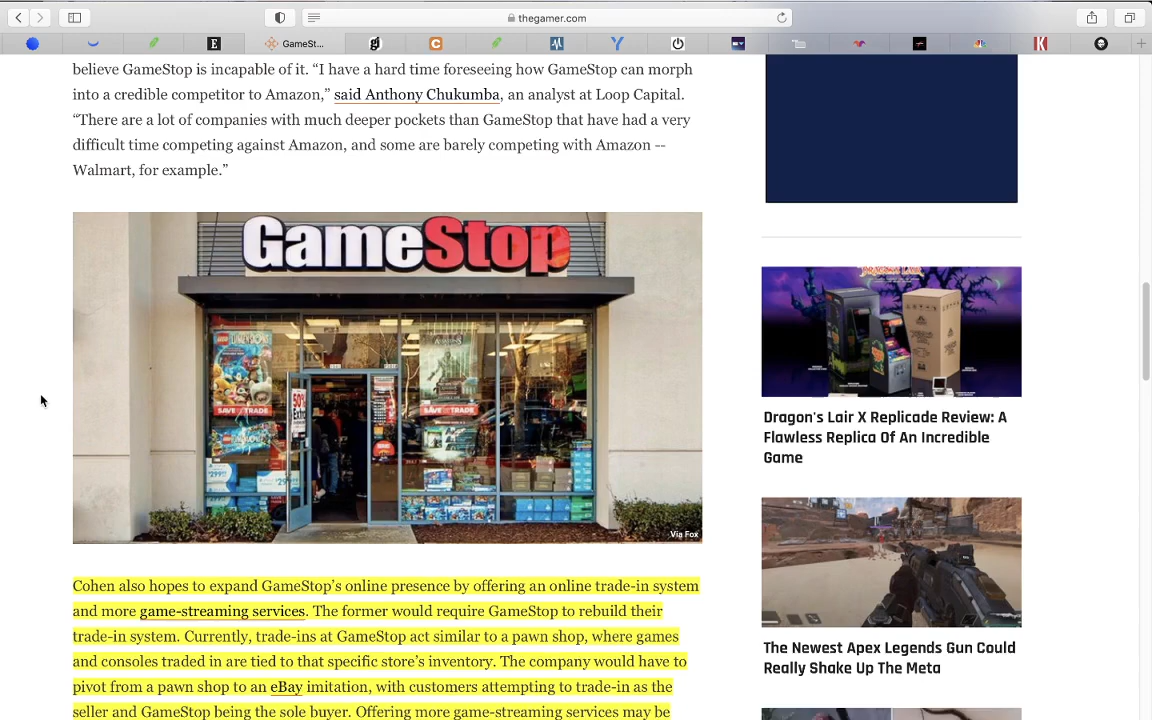 thegamer.com
GameSt...
believe GameStop is incapable of it. “I have a hard time foreseeing how GameStop can morph
into a credible competitor to Amazon,” said Anthony Chukumba, an analyst at Loop Capital.
“There are a lot of companies with much deeper pockets than GameStop that have had a very
difficult time competing against Amazon, and some are barely competing with Amazon --
Walmart, for example.”
GameStop
SAVE TRADE
SAVE TRADE
50%
Extra
Via Fox
Cohen also hopes to expand GameStop’s online presence by offering an online trade-in system
and more game-streaming services. The former would require GameStop to rebuild their
trade-in system. Currently, trade-ins at GameStop act similar to a pawn shop, where games
and consoles traded in are tied to that specific store’s inventory. The company would have to
pivot from a pawn shop to an eBay imitation, with customers attempting to trade-in as the
seller and GameStop being the sole buyer. Offering more game-streaming services may be
Dragon's Lair X Replicade Review: A
Flawless Replica Of An Incredible
Game
The Newest Apex Legends Gun Could
Really Shake Up The Meta